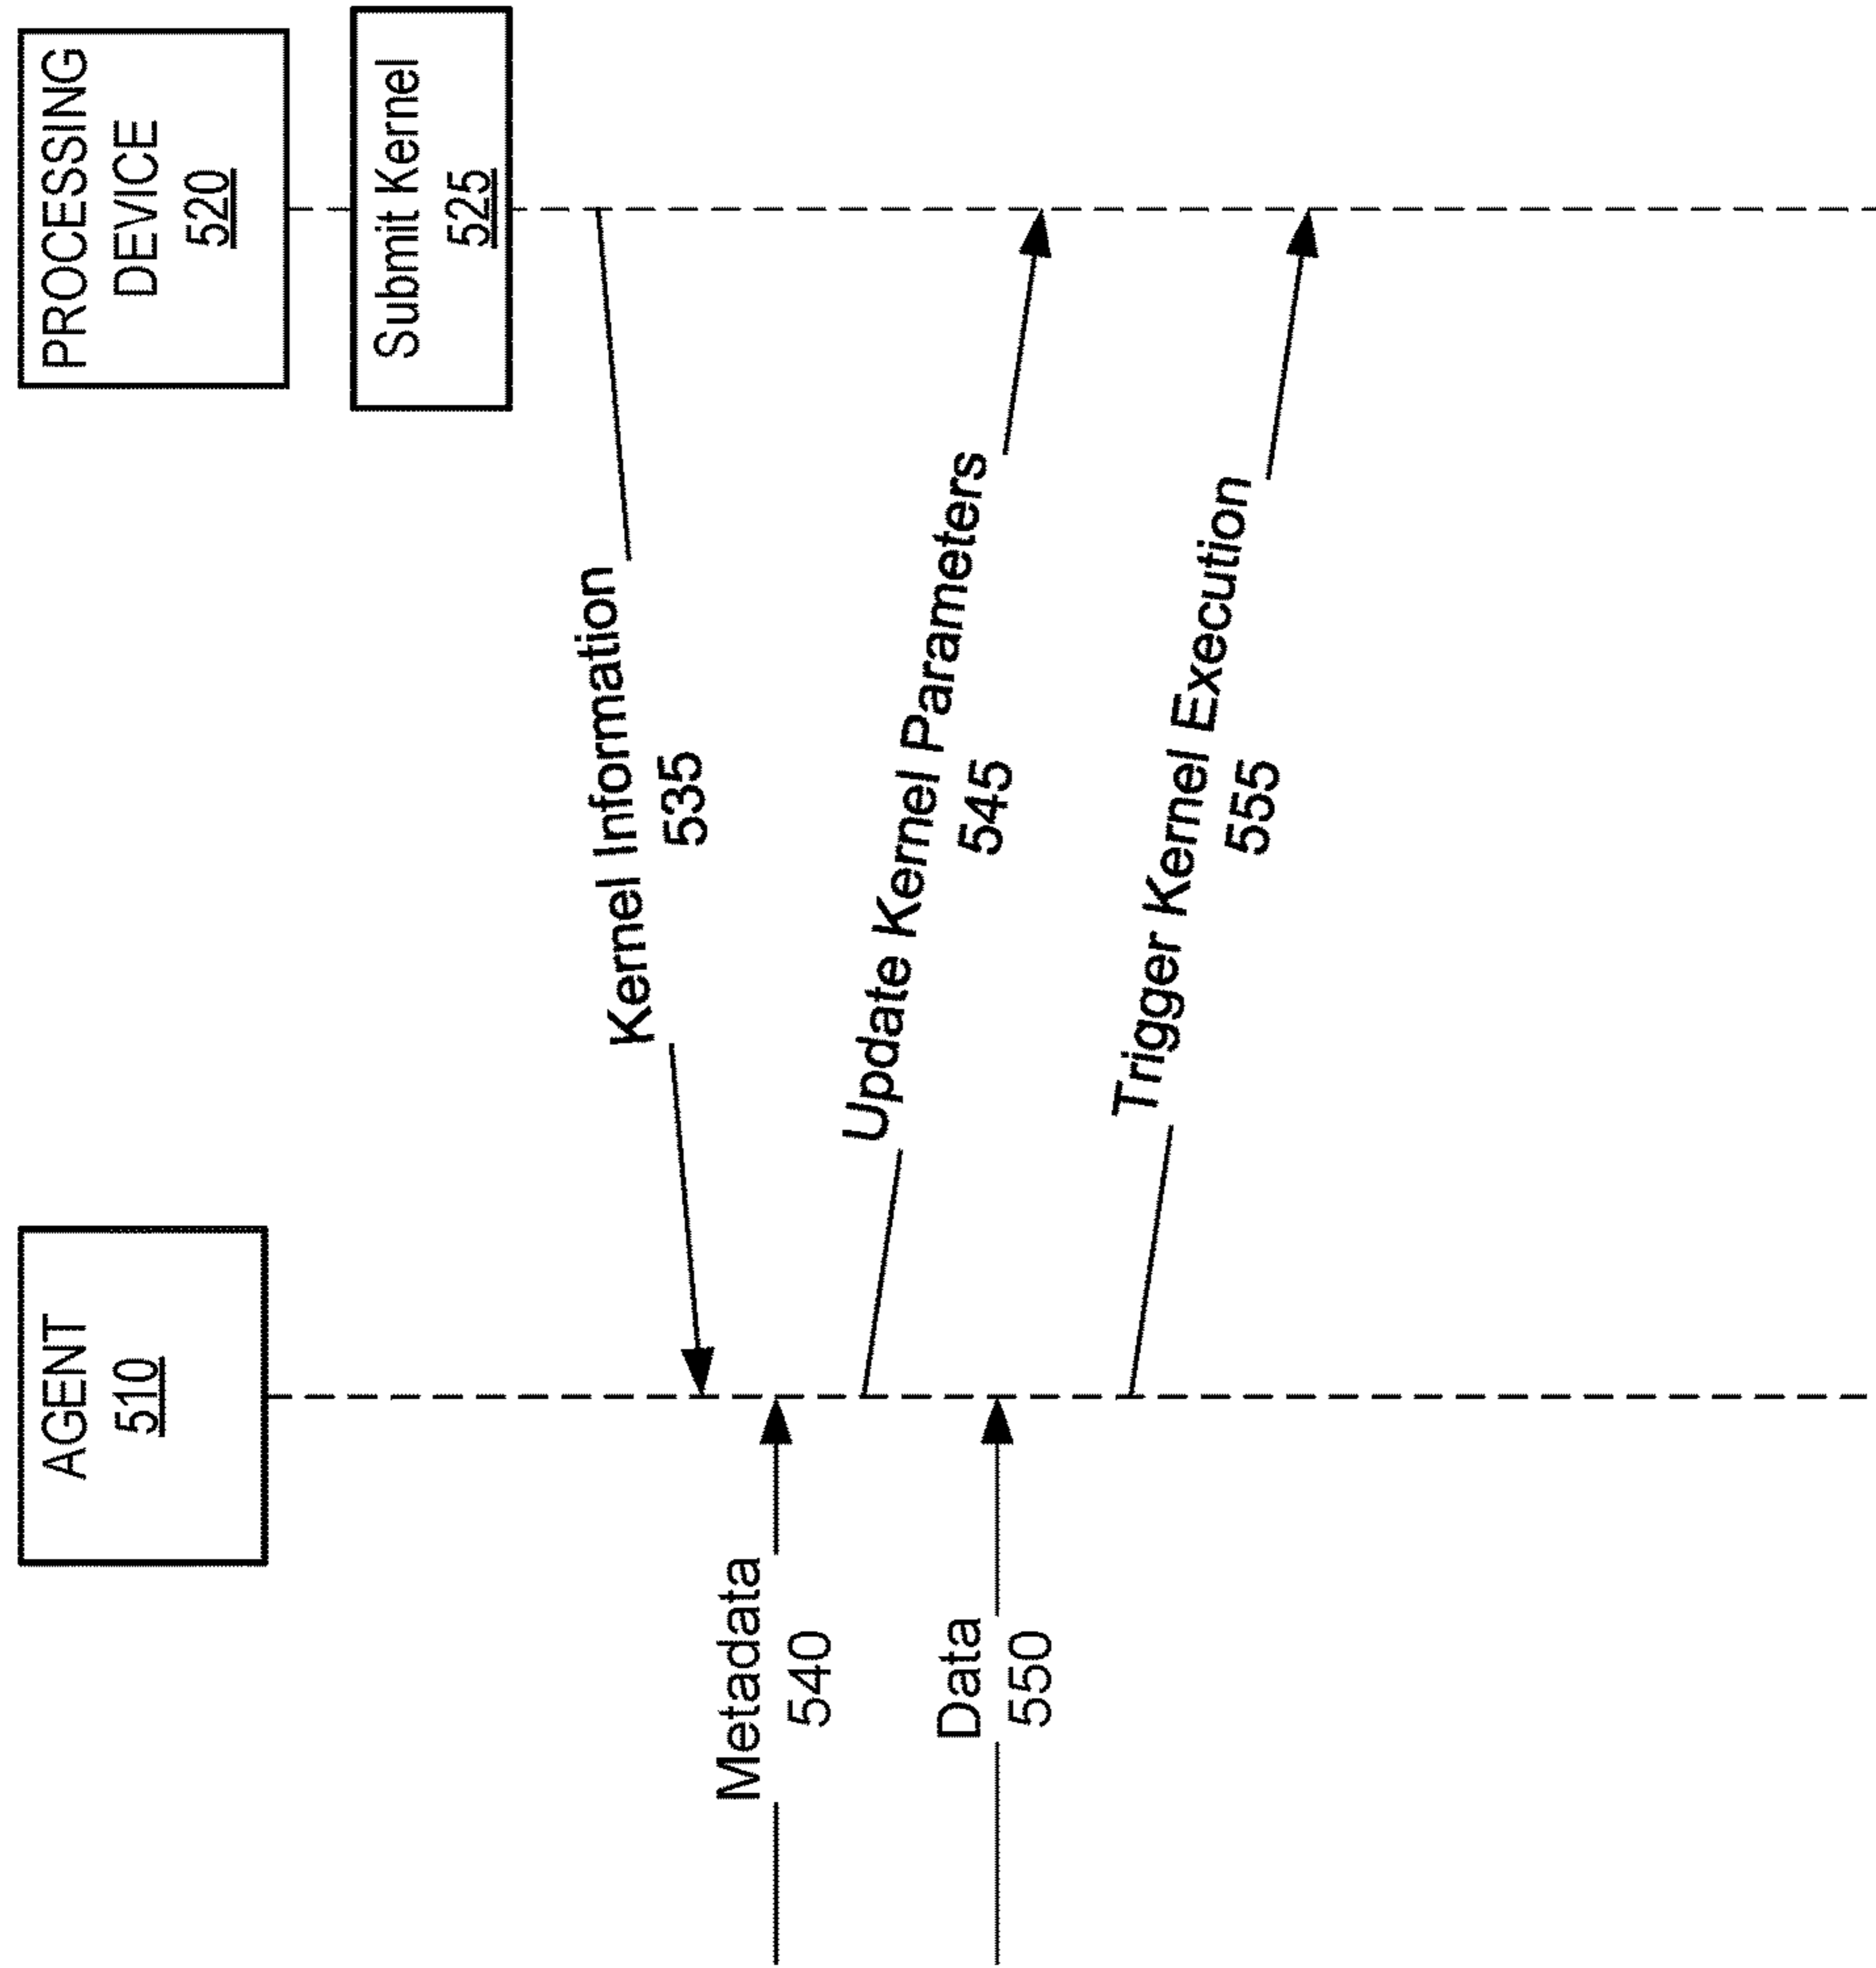 AGENT
510
PROCESSING
DEVICE
520
Submit Kernel
525
Kernel Information
535
Metadata
540
Update Kernel Parameters
545
Data
550
Trigger Kernel Execution
555